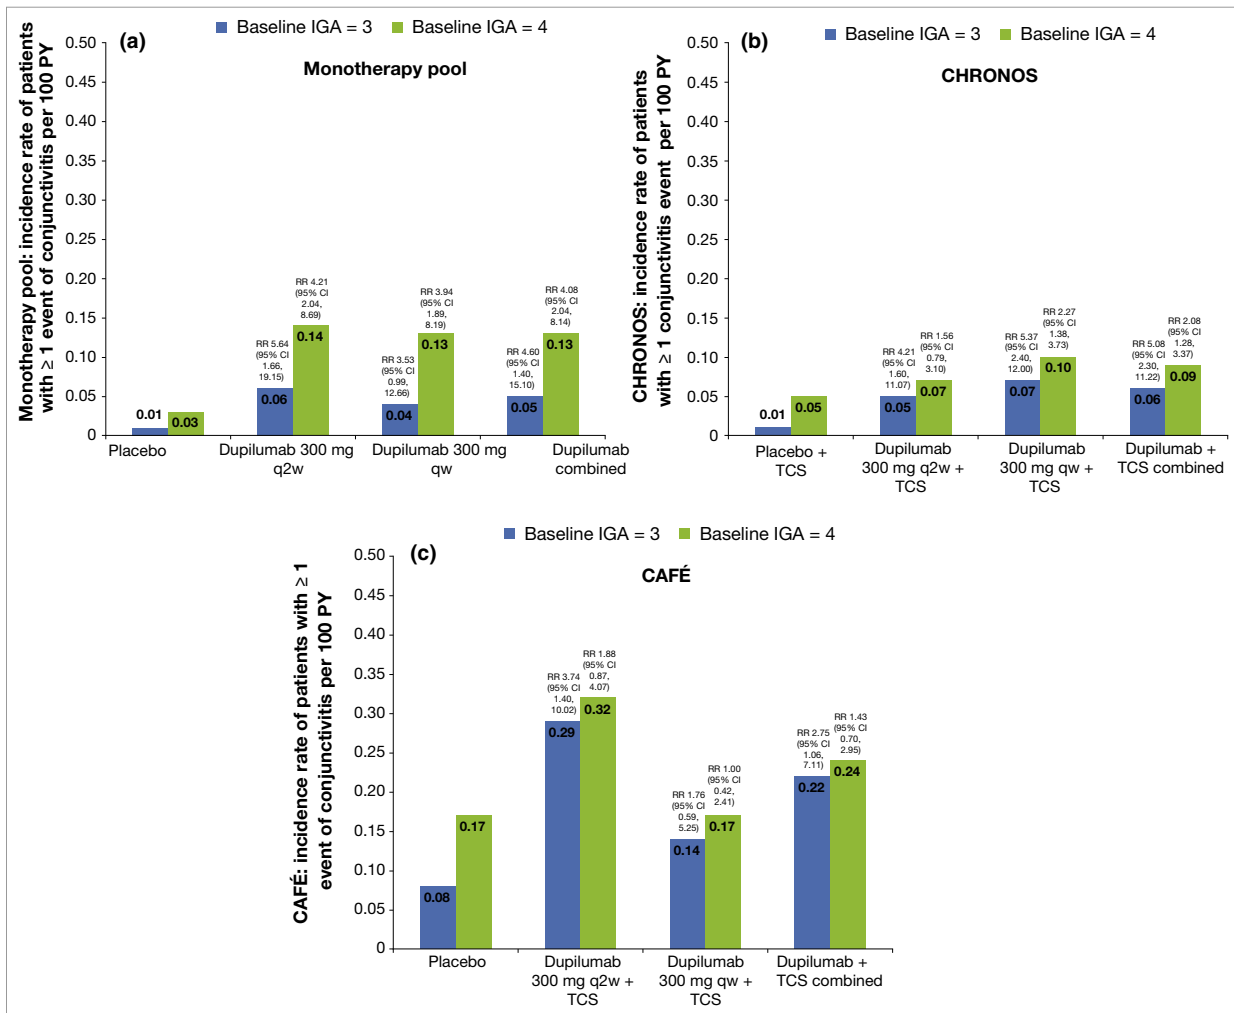 Baseline IGA = 3 Baseline IGA = 4
(a)
Monotherapy pool
Monotherapy pool: incidence rate of patients
with ≥ 1 event of conjunctivitis per 100 PY
0.50
0.45
0.40
0.35
0.30
0.25
0.20
0.15
0.10
0.05
0
0.01
0.03
RR 5.64
(95% CI
1.66,
19.15)
0.06
RR 4.21
(95% CI
2.04,
8.69)
0.14
RR 3.53
(95% CI
0.99,
12.66)
0.04
RR 3.94
(95% CI
1.89,
8.19)
0.13
RR 4.60
(95% CI
1.40,
15.10)
0.05
RR 4.08
(95% CI
2.04,
8.14)
0.13
Placebo
Dupilumab 300 mg
q2w
Dupilumab 300 mg
qw
Dupilumab
combined
Baseline IGA = 3 Baseline IGA = 4
(b)
CHRONOS
CHRONOS: incidence rate of patients
with ≥ 1 conjunctivitis event per 100 PY
0.50
0.45
0.40
0.35
0.30
0.25
0.20
0.15
0.10
0.05
0
0.01
0.05
RR 4.21
(95% CI
1.60,
11.07)
0.05
RR 1.56
(95% CI
0.79,
3.10)
0.07
RR 5.37
(95% CI
2.40,
12.00)
0.07
RR 2.27
(95% CI
1.38,
3.73)
0.10
RR 5.08
(95% CI
2.30,
11.22)
0.06
RR 2.08
(95% CI
1.28,
3.37)
0.09
Placebo +
TCS
Dupilumab
300 mg q2w +
TCS
Dupilumab
300 mg qw +
TCS
Dupilumab +
TCS combined
Baseline IGA = 3 Baseline IGA = 4
(c)
CAFÉ
CAFÉ: incidence rate of patients with ≥ 1
event of conjunctivitis per 100 PY
0.50
0.45
0.40
0.35
0.30
0.25
0.20
0.15
0.10
0.05
0
0.08
0.17
RR 3.74
(95% CI
1.40,
10.02)
0.29
RR 1.88
(95% CI
0.87,
4.07)
0.32
RR 1.76
(95% CI
0.59,
5.25)
0.14
RR 1.00
(95% CI
0.42,
2.41)
0.17
RR 2.75
(95% CI
1.06,
7.11)
0.22
RR 1.43
(95% CI
0.70,
2.95)
0.24
Placebo
Dupilumab
300 mg q2w +
TCS
Dupilumab
300 mg qw +
TCS
Dupilumab +
TCS combined